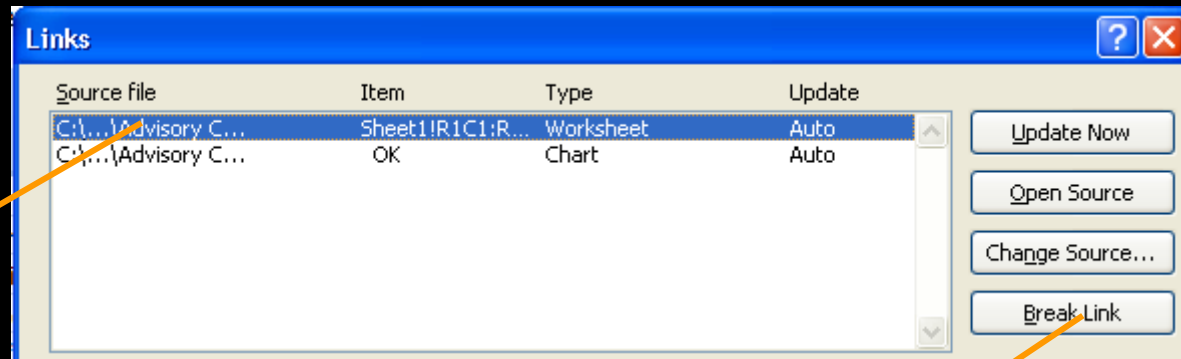 Links
Source file Item Type Update
C:\...\Advisory C... Sheet1!R1C1:R... Worksheet Auto
C:\...\Advisory C... OK Chart Auto
Update Now
Open Source
Change Source...
Break Link